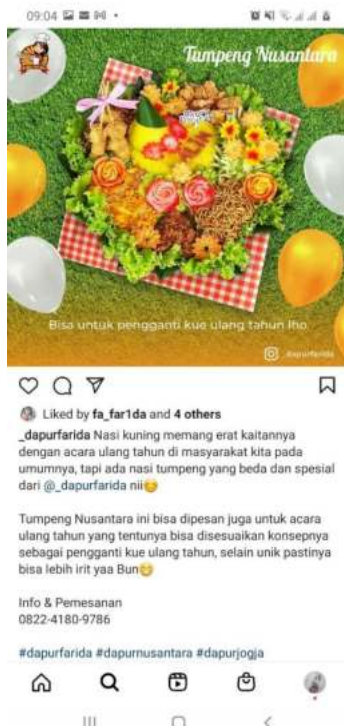 09:04
Tumpeng Nusantara
Bisa untuk pengganti kue ulang tahun lho
dapurfarida
Liked by fa_far1da and 4 others
_dapurfarida Nasi kuning memang erat kaitannya
dengan acara ulang tahun di masyarakat kita pada
umumnya, tapi ada nasi tumpeng yang beda dan spesial
dari @_dapurfarida nii
Tumpeng Nusantara ini bisa dipesan juga untuk acara
ulang tahun yang tentunya bisa disesuaikan konsepnya
sebagai pengganti kue ulang tahun, selain unik pastinya
bisa lebih irit yaa Bun
Info & Pemesanan
0822-4180-9786
#dapurfarida #dapurnusantara #dapurjogja